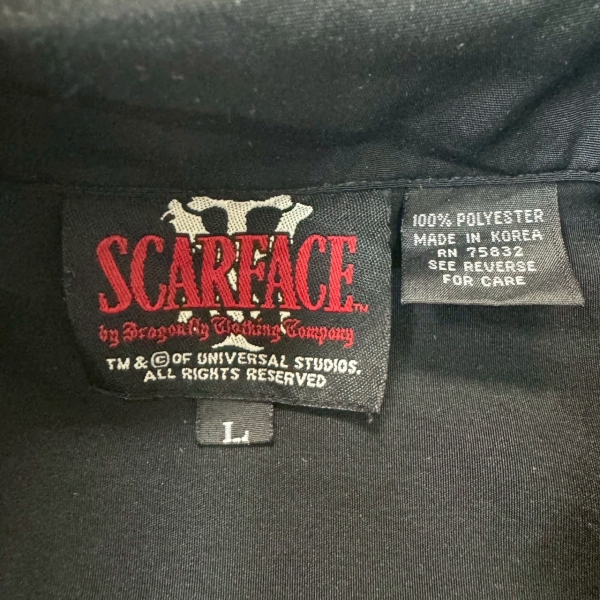 SCARFACE™
by Dragonfly Clothing Company
TM & © OF UNIVERSAL STUDIOS.
ALL RIGHTS RESERVED
L
100% POLYESTER
MADE IN KOREA
RN 75832
SEE REVERSE
FOR CARE